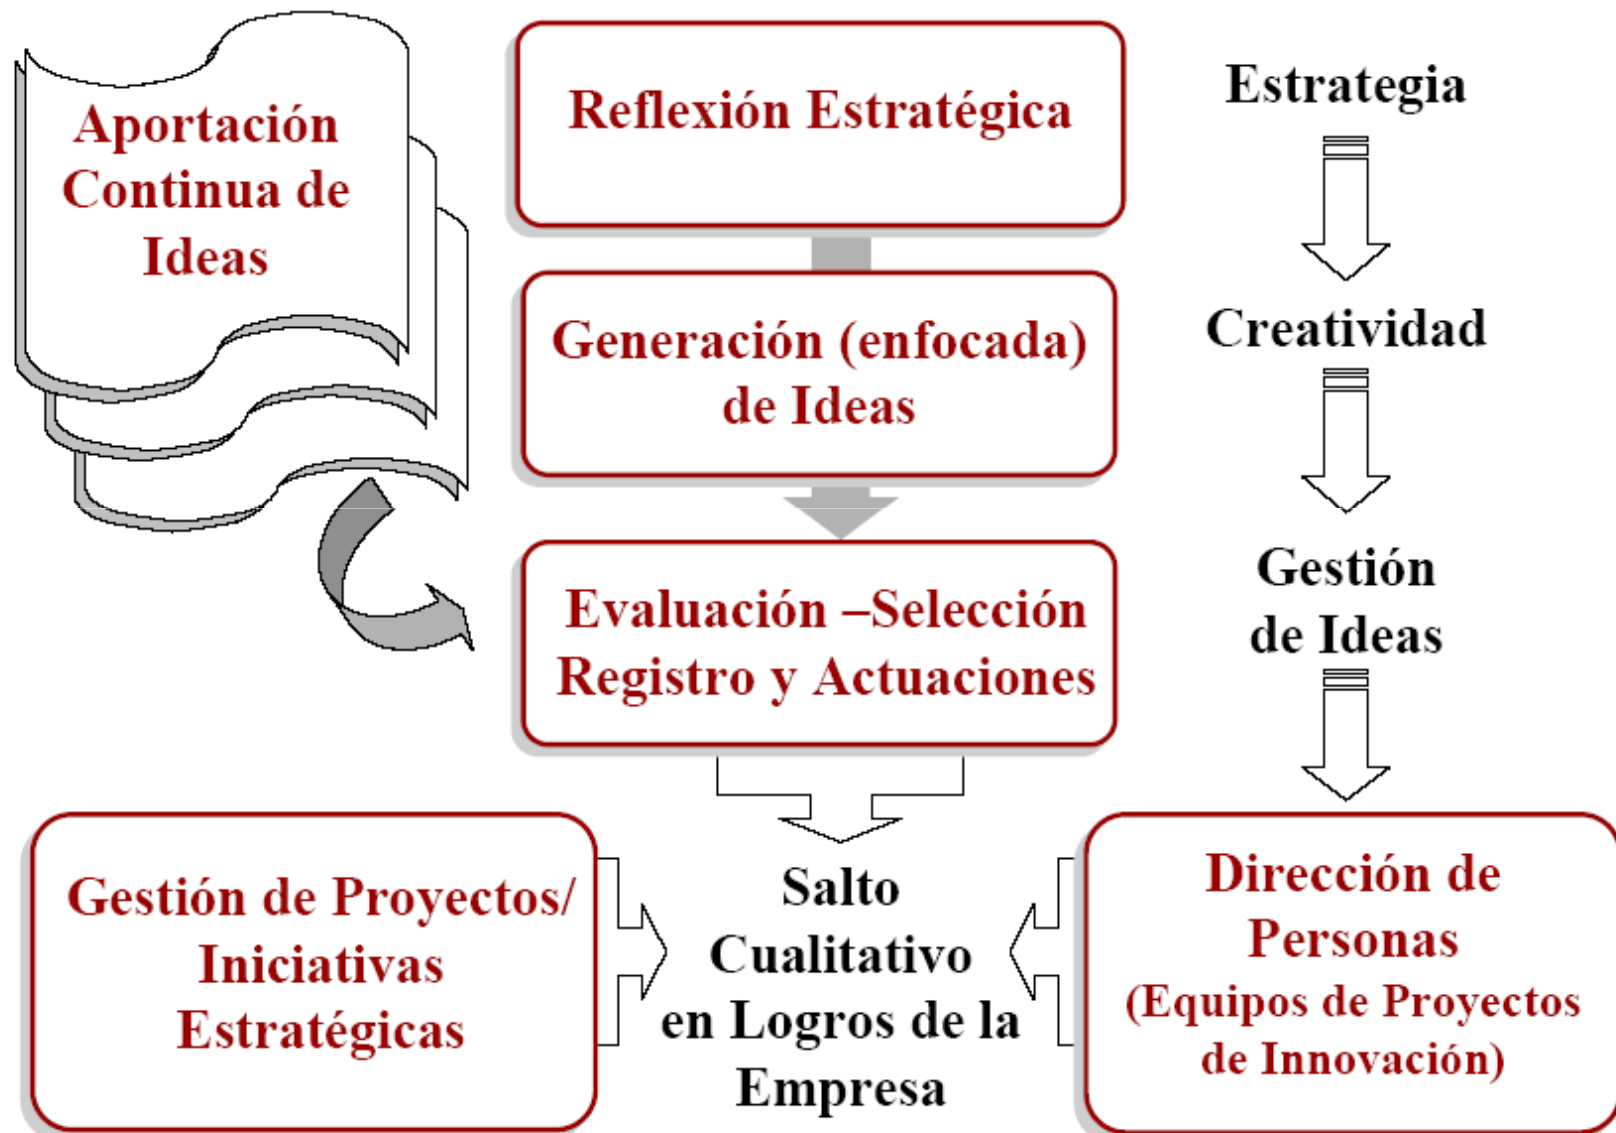 Aportación
Continua de
Ideas
Reflexión Estratégica
Estrategia
Generación (enfocada)
de Ideas
Creatividad
Evaluación –Selección
Registro y Actuaciones
Gestión
de Ideas
Gestión de Proyectos/
Iniciativas
Estratégicas
Salto
Cualitativo
en Logros de la
Empresa
Dirección de
Personas
(Equipos de Proyectos
de Innovación)